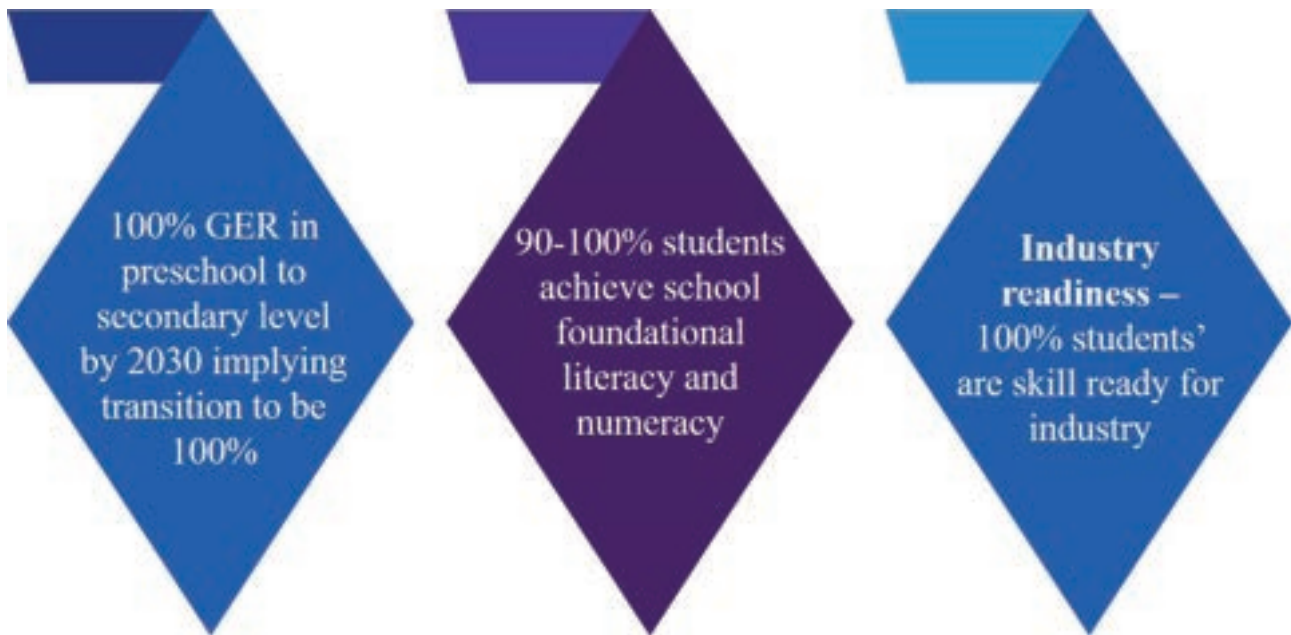 100% GER in
preschool to
secondary level
by 2030 implying
transition to be
100%
90-100% students
achieve school
foundational
literacy and
numeracy
Industry
readiness –
100% students’
are skill ready for
industry